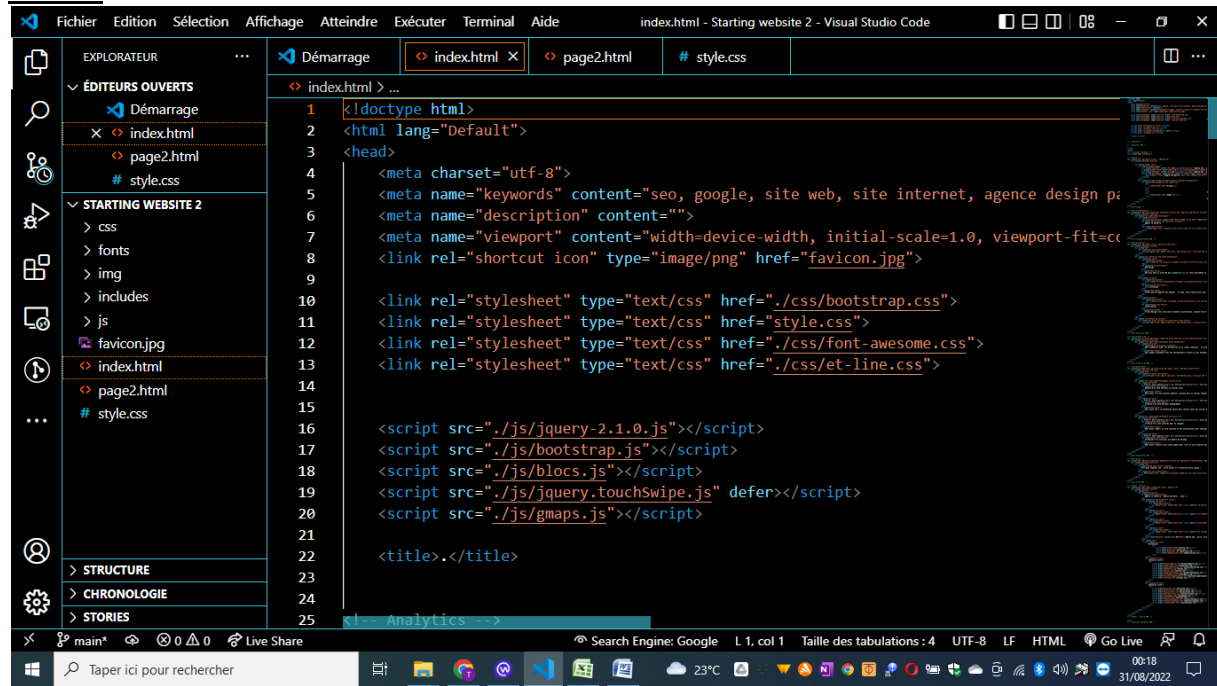 Fichier Edition Sélection Affichage Atteindre Exécuter Terminal Aide index.html - Starting website 2 - Visual Studio Code
EXPLORATEUR ··· Démarrage index.html page2.html # style.css
ÉDITEURS OUVERTS
Démarrage
index.html
page2.html
# style.css
STARTING WEBSITE 2
css
fonts
img
includes
js
favicon.jpg
index.html
page2.html
# style.css
STRUCTURE
CHRONOLOGIE
STORIES
index.html > ...
1 <!doctype html>
2 <html lang="Default">
3 <head>
4 <meta charset="utf-8">
5 <meta name="keywords" content="seo, google, site web, site internet, agence design pa
6 <meta name="description" content="">
7 <meta name="viewport" content="width=device-width, initial-scale=1.0, viewport-fit=co
8 <link rel="shortcut icon" type="image/png" href="favicon.jpg">
9
10 <link rel="stylesheet" type="text/css" href="./css/bootstrap.css">
11 <link rel="stylesheet" type="text/css" href="style.css">
12 <link rel="stylesheet" type="text/css" href="./css/font-awesome.css">
13 <link rel="stylesheet" type="text/css" href="./css/et-line.css">
14
15
16 <script src="./js/jquery-2.1.0.js"></script>
17 <script src="./js/bootstrap.js"></script>
18 <script src="./js/blocs.js"></script>
19 <script src="./js/jquery.touchSwipe.js" defer></script>
20 <script src="./js/gmaps.js"></script>
21
22 <title>.</title>
23
24
25 <!-- Analytics -->
main* 0 0 Live Share Search Engine: Google L 1, col 1 Taille des tabulations : 4 UTF-8 LF HTML Go Live
Taper ici pour rechercher 23°C 00:18
31/08/2022